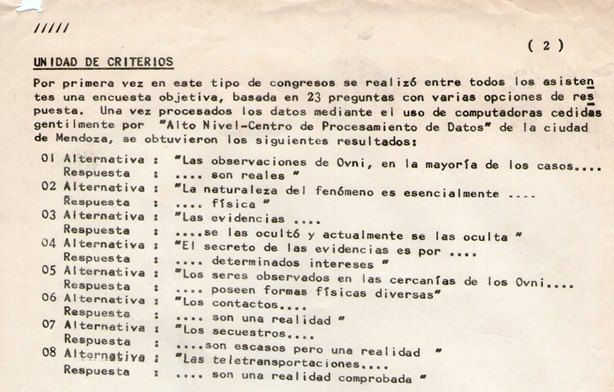 /////
( 2 )
UNIDAD DE CRITERIOS
Por primera vez en este tipo de congresos se realizó entre todos los asisten
tes una encuesta objetiva, basada en 23 preguntas con varias opciones de res
puesta.  Una vez procesados los datos mediante el uso de computadoras cedidas
gentilmente por "Alto Nivel-Centro de Procesamiento de Datos" de la ciudad
de Mendoza, se obtuvieron los siguientes resultados:
01 Alternativa : "Las observaciones de Ovni, en la mayoría de los casos....
Respuesta : .... son reales "
02 Alternativa : "La naturaleza del fenómeno es esencialmente ....
Respuesta : .... física "
03 Alternativa : "Las evidencias ....
Respuesta : ....se las ocultó y actualmente se las oculta "
04 Alternativa : "El secreto de las evidencias es por ....
Respuesta : .... determinados intereses "
05 Alternativa : "Los seres observados en las cercanías de los Ovni....
Respuesta : .... poseen formas físicas diversas"
06 Alternativa : "Los contactos....
Respuesta : .... son una realidad "
07 Alternativa : "Los secuestros....
Respuesta : ....son escasos pero una realidad "
08 Alternativa : "Las teletransportaciones....
Respuesta : .... son una realidad comprobada "